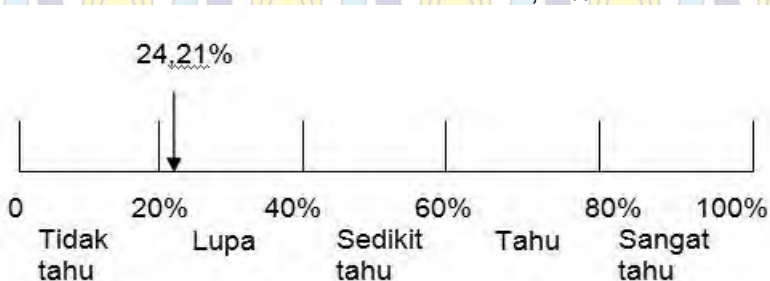 24,21%
0 20% 40% 60% 80% 100%
Tidak Lupa Sedikit Tahu Sangat
tahu tahu tahu